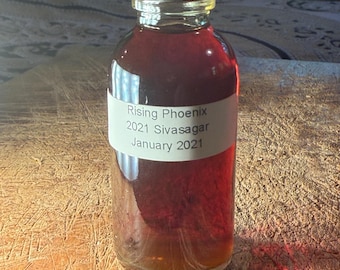 Rising Phoenix
2021 Sivasagar
January 2021